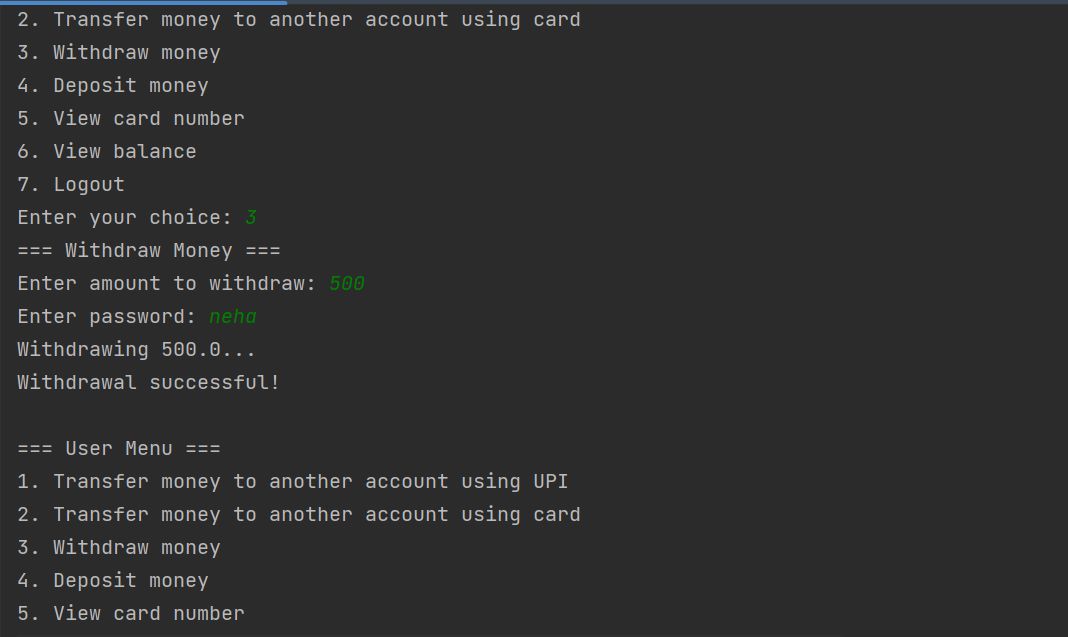 2. Transfer money to another account using card
3. Withdraw money
4. Deposit money
5. View card number
6. View balance
7. Logout
Enter your choice: 3
=== Withdraw Money ===
Enter amount to withdraw: 500
Enter password: neha
Withdrawing 500.0...
Withdrawal successful!
=== User Menu ===
1. Transfer money to another account using UPI
2. Transfer money to another account using card
3. Withdraw money
4. Deposit money
5. View card number